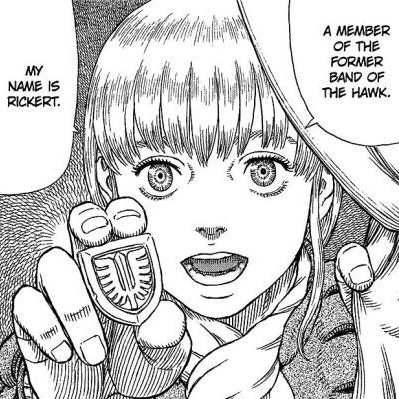 A MEMBER
OF THE
FORMER
BAND OF
THE HAWK.
MY
NAME IS
RICKERT.